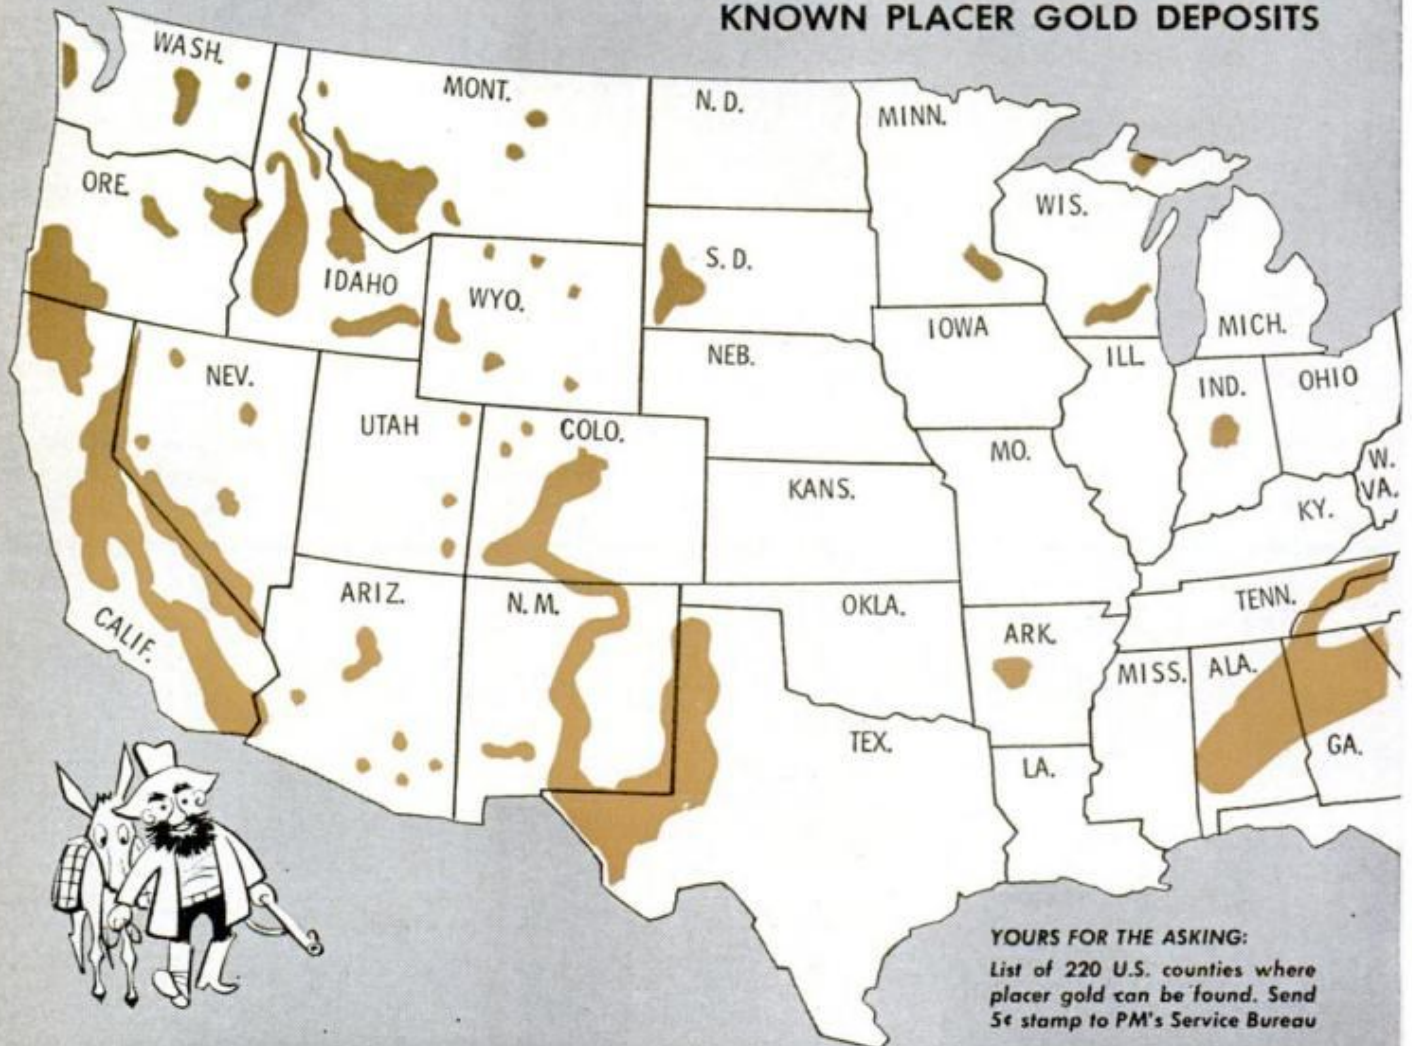 KNOWN PLACER GOLD DEPOSITS
WASH.
MONT.
N. D.
MINN.
ORE.
WIS.
IDAHO
WYO.
S. D.
IOWA
MICH.
NEV.
NEB.
ILL.
IND.
OHIO
UTAH
COLO.
MO.
W.
VA.
KANS.
KY.
CALIF.
ARIZ.
N. M.
OKLA.
ARK.
TENN.
MISS.
ALA.
TEX.
LA.
GA.
YOURS FOR THE ASKING:
List of 220 U.S. counties where
placer gold can be found. Send
5¢ stamp to PM's Service Bureau